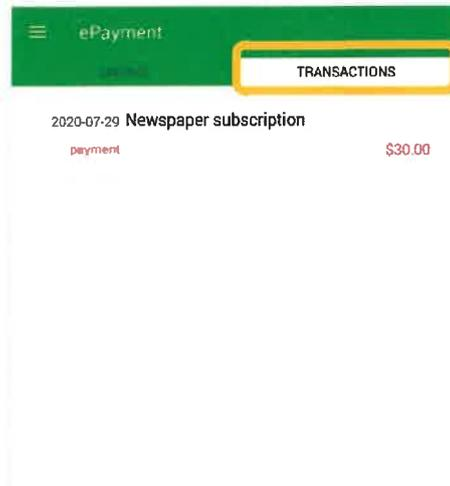 ePayment
TRANSACTIONS
2020-07-29 Newspaper subscription
payment
$30.00